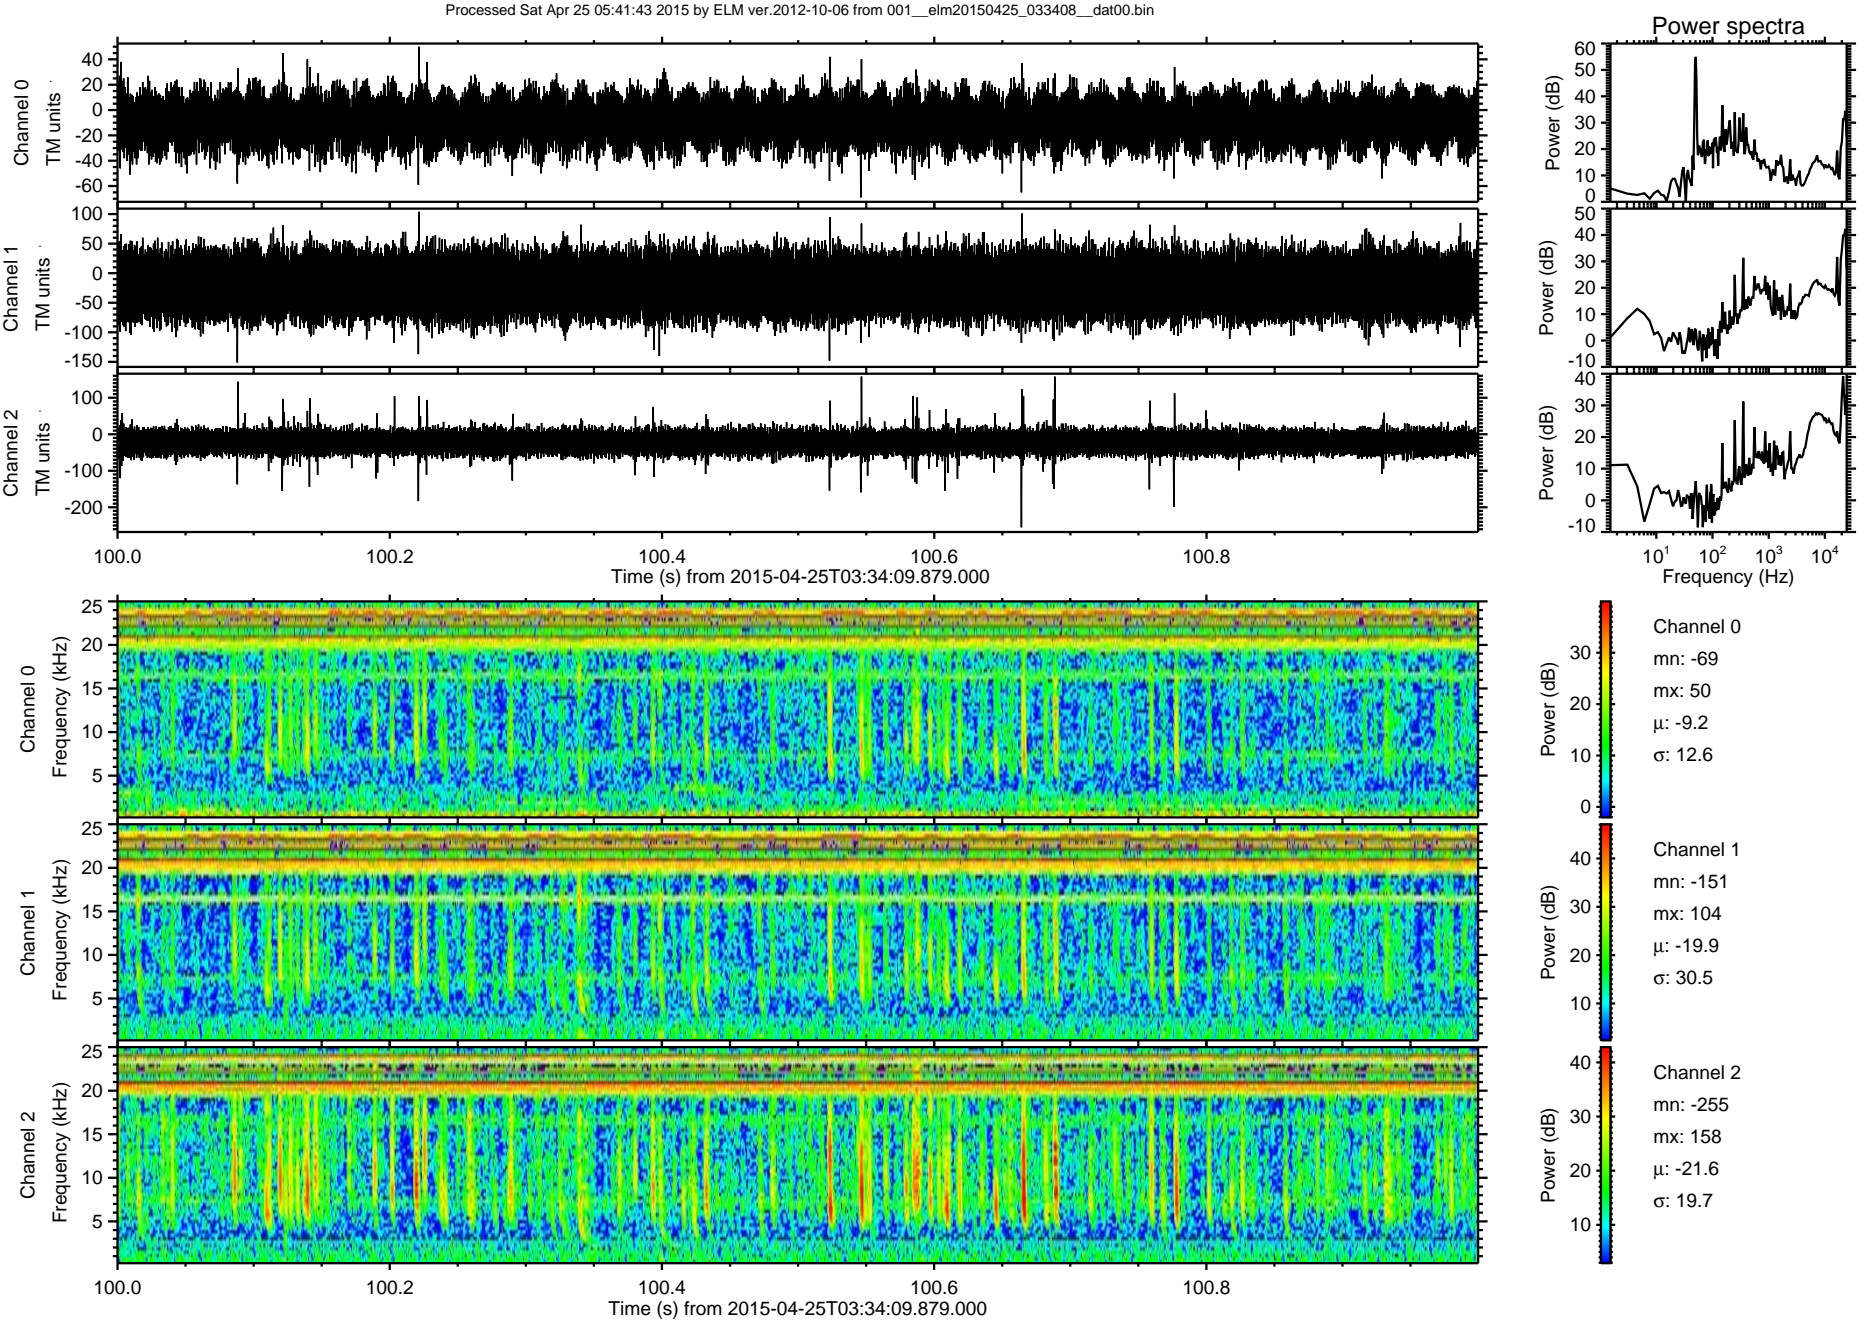 Processed Sat Apr 25 05:41:43 2015 by ELM ver.2012-10-06 from 001__elm20150425_033408__dat00.bin
Power spectra
Channel 0
TM units
40
20
0
-20
-40
-60
Power (dB)
60
50
40
30
20
10
0
Channel 1
TM units
100
50
0
-50
-100
-150
Power (dB)
50
40
30
20
10
0
-10
Channel 2
TM units
100
0
-100
-200
Power (dB)
40
30
20
10
0
-10
100.0 100.2 100.4 100.6 100.8
Time (s) from 2015-04-25T03:34:09.879.000
10^1 10^2 10^3 10^4
Frequency (Hz)
Channel 0
Frequency (kHz)
25
20
15
10
5
Power (dB)
30
20
10
0
Channel 0
mn: -69
mx: 50
μ: -9.2
σ: 12.6
Channel 1
Frequency (kHz)
25
20
15
10
5
Power (dB)
40
30
20
10
Channel 1
mn: -151
mx: 104
μ: -19.9
σ: 30.5
Channel 2
Frequency (kHz)
25
20
15
10
5
Power (dB)
40
30
20
10
Channel 2
mn: -255
mx: 158
μ: -21.6
σ: 19.7
100.0 100.2 100.4 100.6 100.8
Time (s) from 2015-04-25T03:34:09.879.000